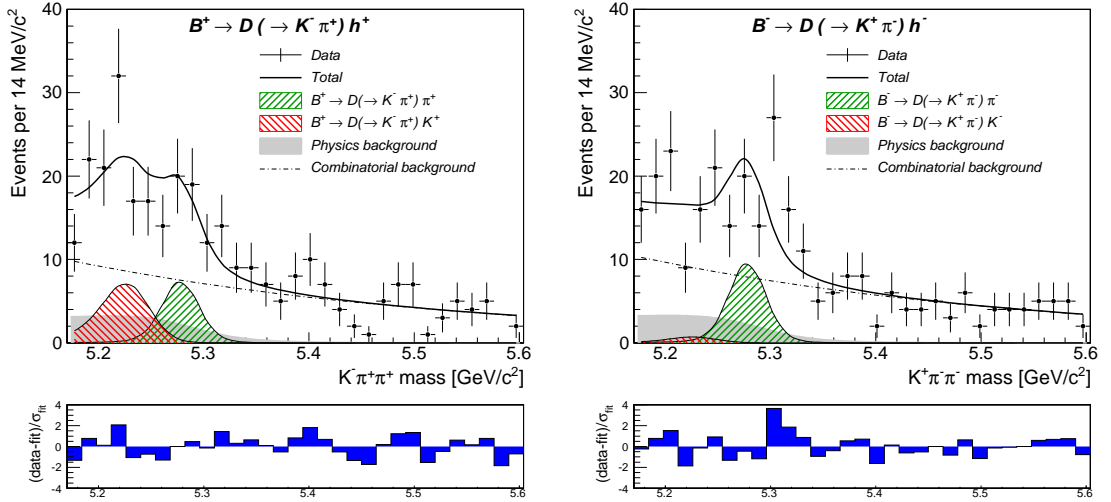 B⁺ → D (→ K⁻ π⁺) h⁺
Data
Total
B⁺ → D(→ K⁻ π⁺) π⁺
B⁺ → D(→ K⁻ π⁺) K⁺
Physics background
Combinatorial background
Events per 14 MeV/c²
40
30
20
10
0
5.2 5.3 5.4 5.5 5.6
K⁻π⁺π⁺ mass [GeV/c²]
(data-fit)/σfit
4
2
0
-2
-4
5.2 5.3 5.4 5.5 5.6
B⁻ → D (→ K⁺ π⁻) h⁻
Data
Total
B⁻ → D(→ K⁺ π⁻) π⁻
B⁻ → D(→ K⁺ π⁻) K⁻
Physics background
Combinatorial background
Events per 14 MeV/c²
40
30
20
10
0
5.2 5.3 5.4 5.5 5.6
K⁺π⁻π⁻ mass [GeV/c²]
(data-fit)/σfit
4
2
0
-2
-4
5.2 5.3 5.4 5.5 5.6